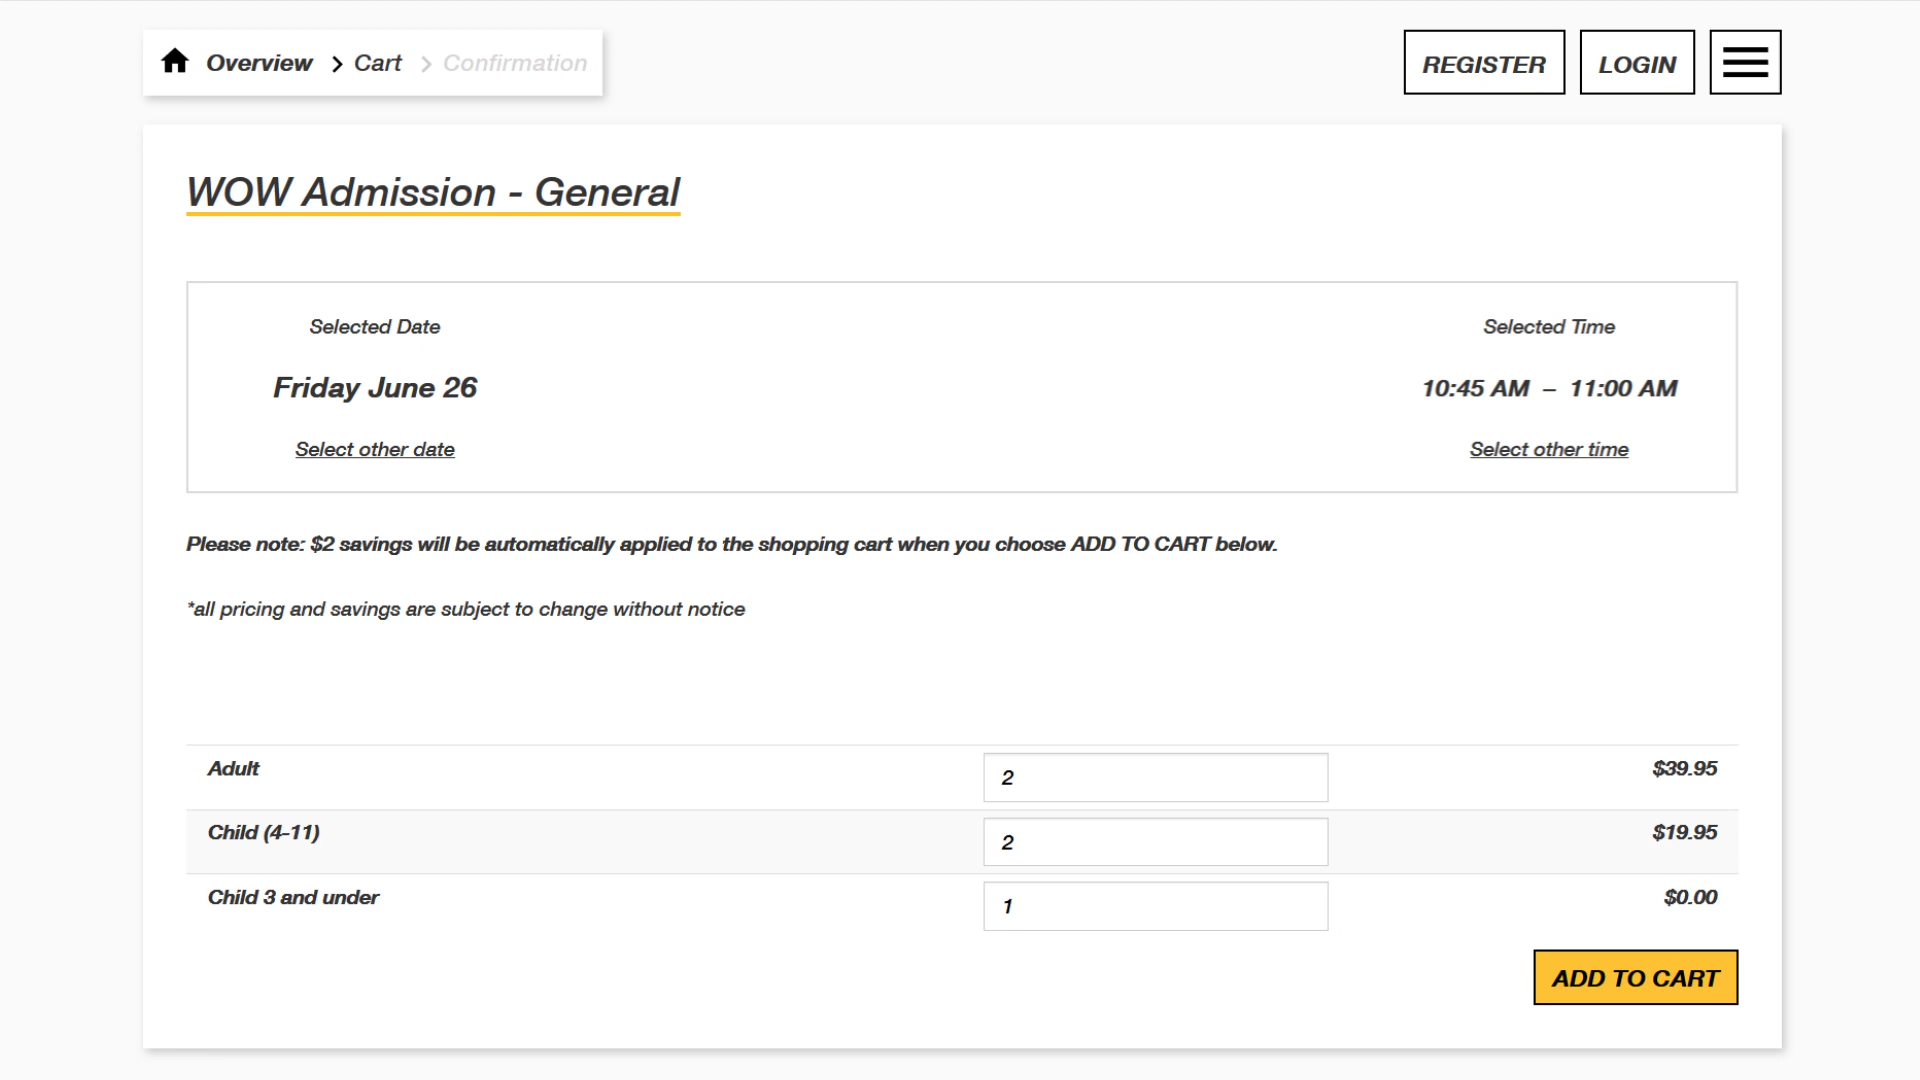 Overview > Cart > Confirmation
REGISTER LOGIN
WOW Admission - General
Selected Date Selected Time
Friday June 26 10:45 AM – 11:00 AM
Select other date Select other time
Please note: $2 savings will be automatically applied to the shopping cart when you choose ADD TO CART below.
*all pricing and savings are subject to change without notice
Adult 2 $39.95
Child (4-11) 2 $19.95
Child 3 and under 1 $0.00
ADD TO CART